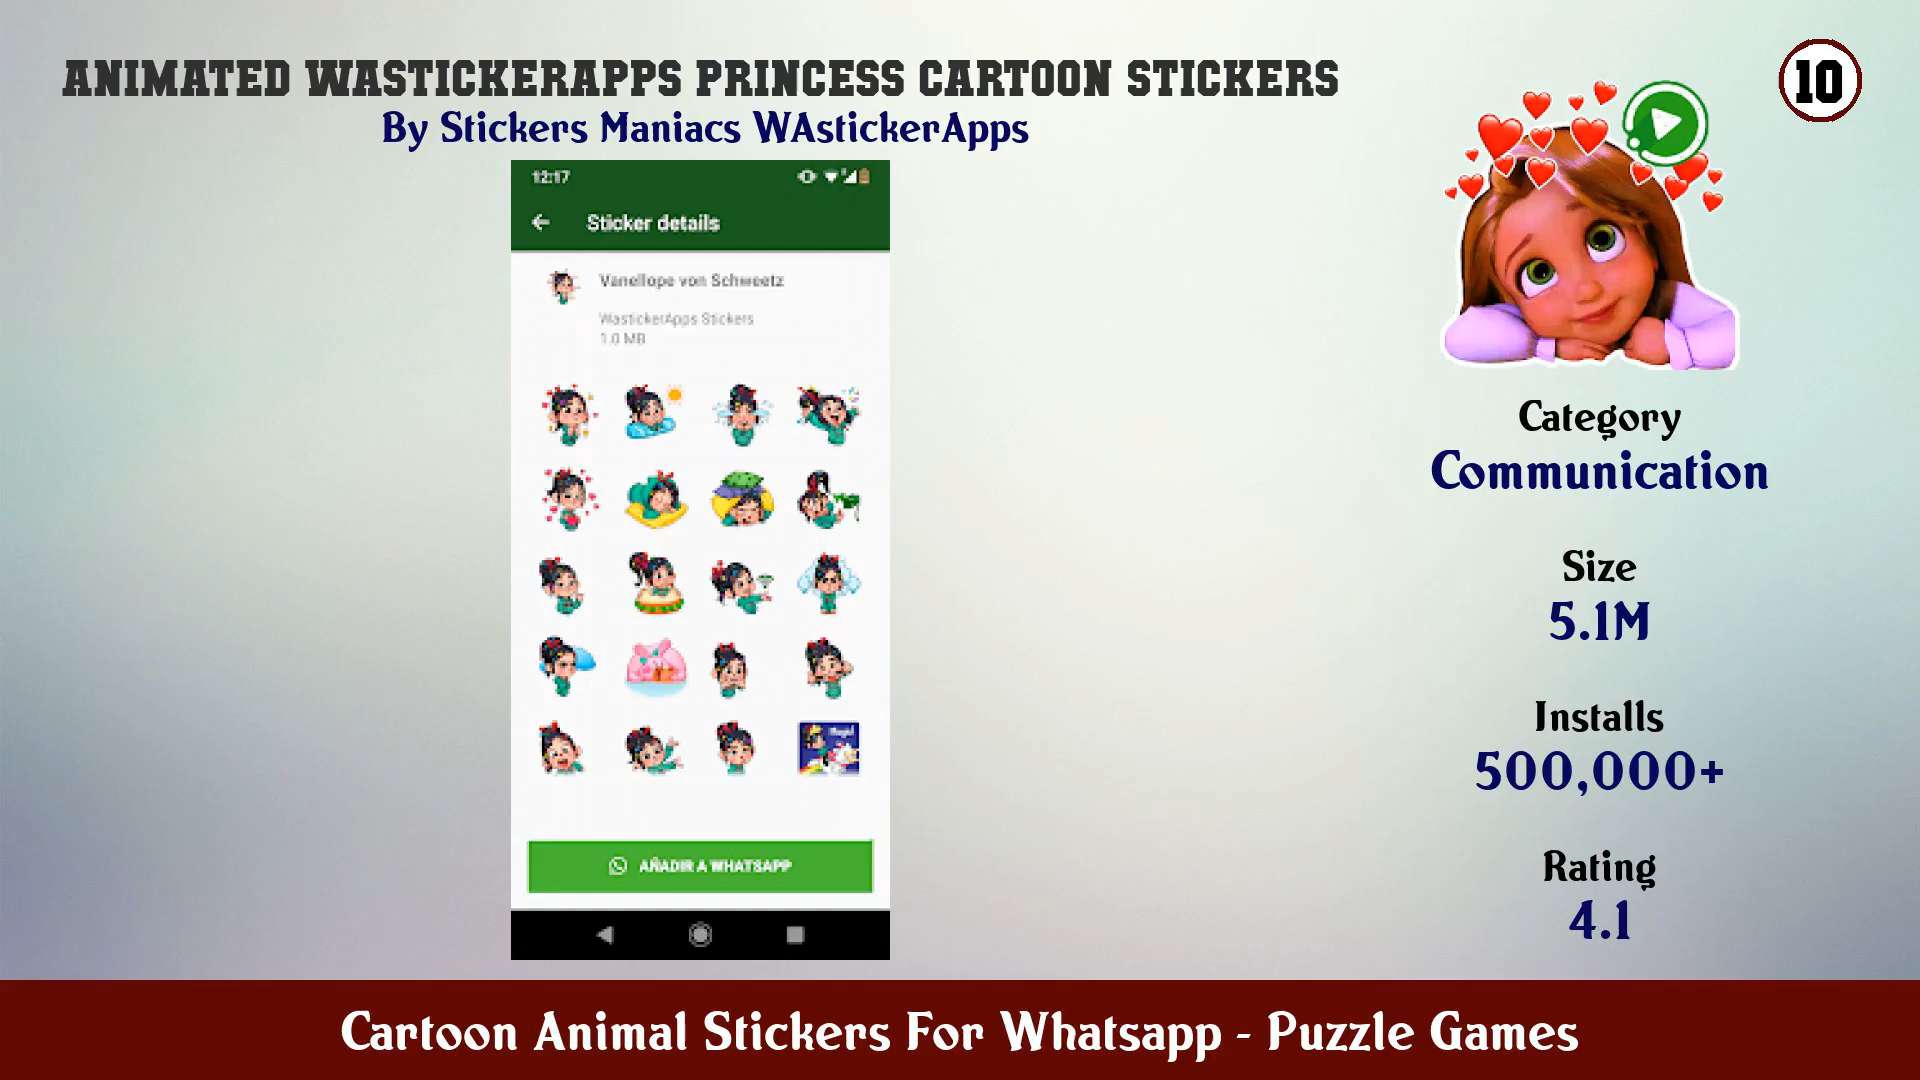 ANIMATED WASTICKERAPPS PRINCESS CARTOON STICKERS
By Stickers Maniacs WAstickerApps
10
12:17
Sticker details
Vanellope von Schweetz
WastickerApps Stickers
1.0 MB
AÑADIR A WHATSAPP
Category
Communication
Size
5.1M
Installs
500,000+
Rating
4.1
Cartoon Animal Stickers For Whatsapp - Puzzle Games